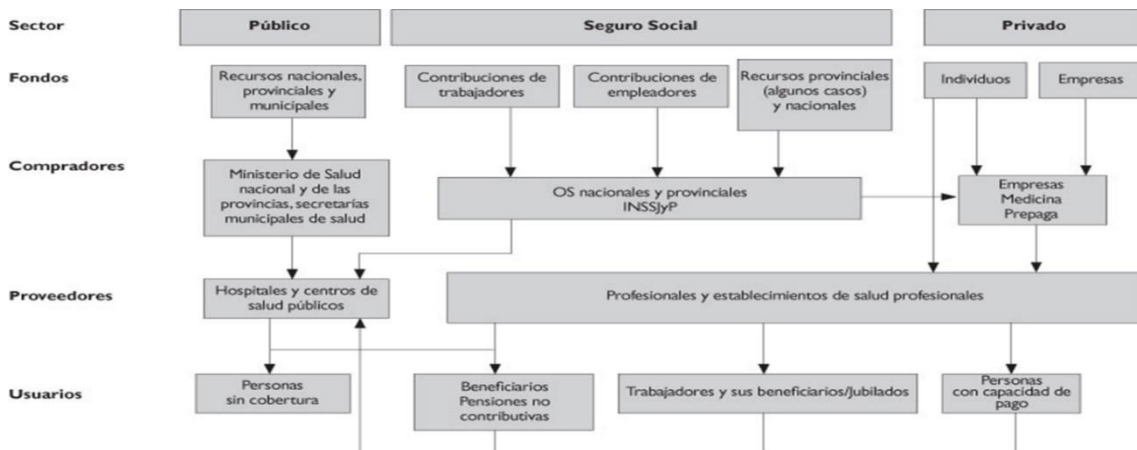 Sector
Público
Seguro Social
Privado
Fondos
Recursos nacionales,
provinciales y
municipales
Contribuciones de
trabajadores
Contribuciones de
empleadores
Recursos provinciales
(algunos casos)
y nacionales
Individuos
Empresas
Compradores
Ministerio de Salud
nacional y de las
provincias, secretarías
municipales de salud
OS nacionales y provinciales
INSSJyP
Empresas
Medicina
Prepaga
Proveedores
Hospitales y centros de
salud públicos
Profesionales y establecimientos de salud profesionales
Usuarios
Personas
sin cobertura
Beneficiarios
Pensiones no
contributivas
Trabajadores y sus beneficiarios/Jubilados
Personas
con capacidad de
pago